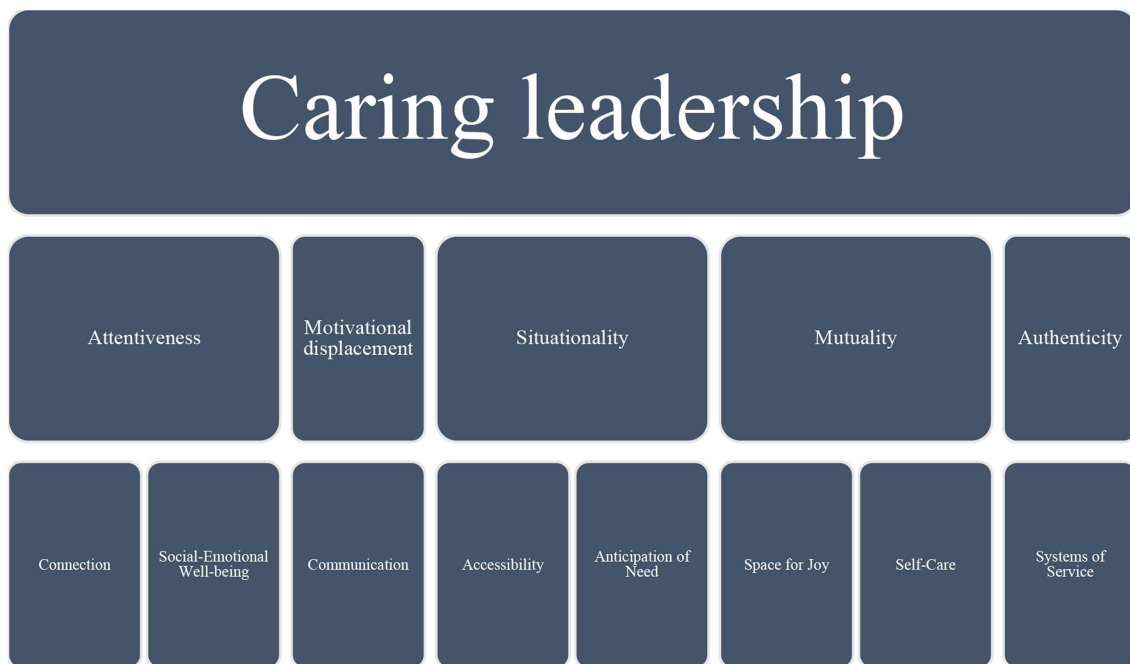 Caring leadership
Attentiveness
Motivational
displacement
Situationality
Mutuality
Authenticity
Connection
Social-Emotional
Well-being
Communication
Accessibility
Anticipation of
Need
Space for Joy
Self-Care
Systems of
Service